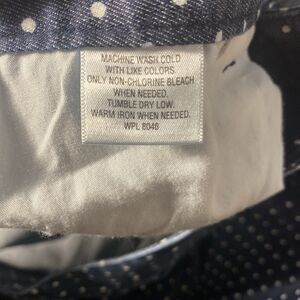 MACHINE WASH COLD
WITH LIKE COLORS.
ONLY NON-CHLORINE BLEACH
WHEN NEEDED.
TUMBLE DRY LOW.
WARM IRON WHEN NEEDED.
WPL 8046